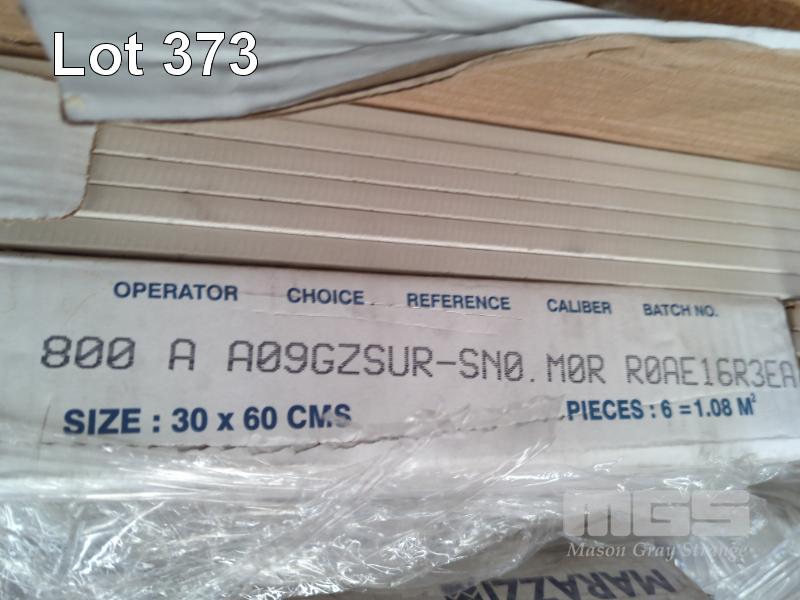 Lot 373
OPERATOR CHOICE REFERENCE CALIBER BATCH NO.
800 A A09GZSUR-SN0. M0R R0AE16R3EA
SIZE : 30 x 60 CMS PIECES : 6 = 1.08 M²
MGS
Mason Gray Strange
MARAZZI